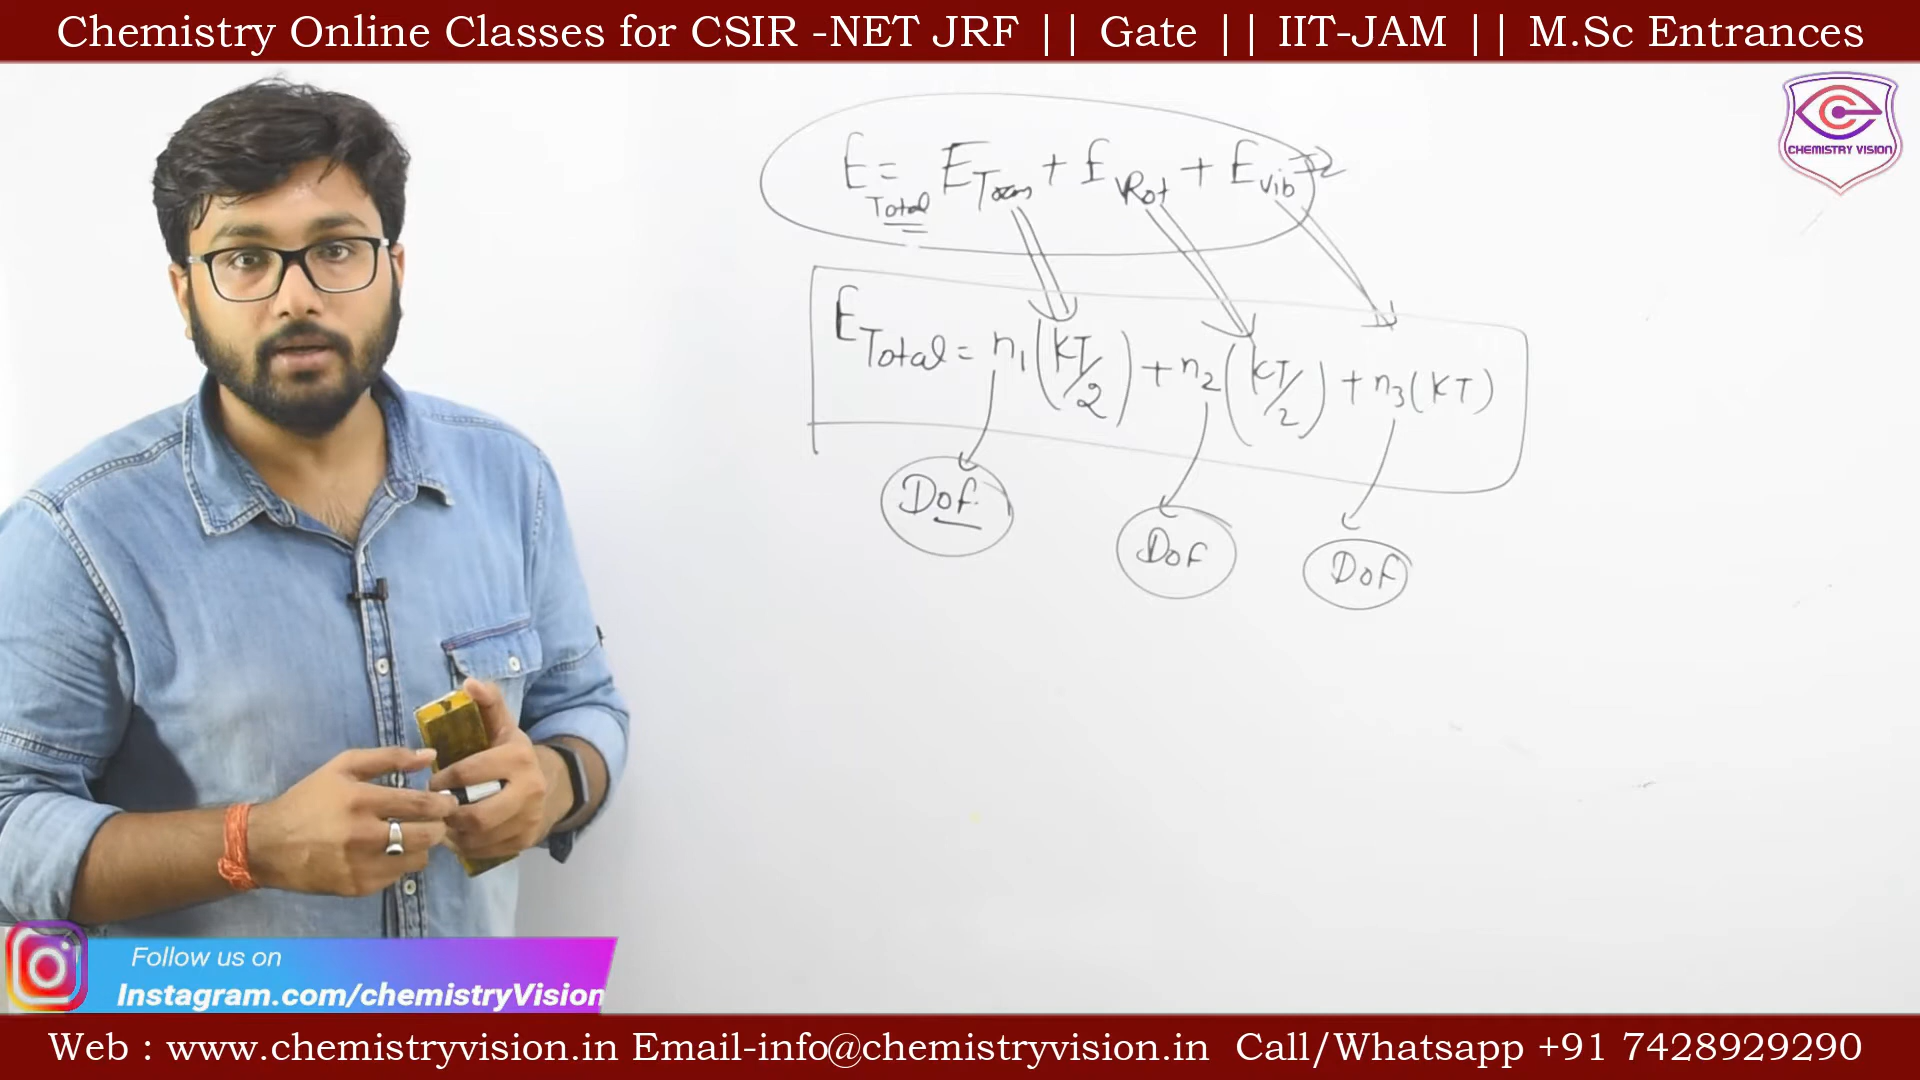 Chemistry Online Classes for CSIR -NET JRF || Gate || IIT-JAM || M.Sc Entrances
CHEMISTRY VISION
E Total = E Trans + E Rot + E Vib
E Total = n1 (KT/2) + n2 (KT/2) + n3 (KT)
Dof
Dof
Dof
Follow us on
Instagram.com/chemistryVision
Web : www.chemistryvision.in Email-info@chemistryvision.in Call/Whatsapp +91 7428929290